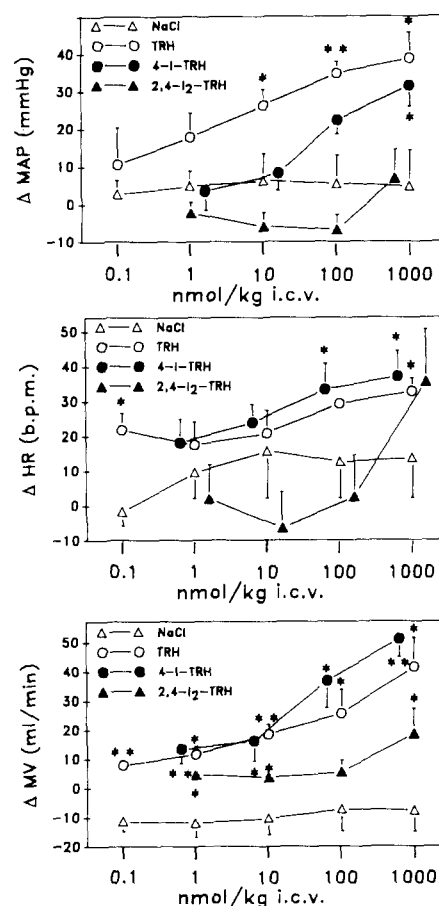 50
40
30
20
10
0
-10
Δ MAP (mmHg)
△—△ NaCl
○—○ TRH
●—● 4-I-TRH
▲—▲ 2,4-I₂-TRH
*
**
*
*
0.1 1 10 100 1000
nmol/kg i.c.v.
50
40
30
20
10
0
-10
Δ HR (b.p.m.)
△—△ NaCl
○—○ TRH
●—● 4-I-TRH
▲—▲ 2,4-I₂-TRH
*
*
*
*
0.1 1 10 100 1000
nmol/kg i.c.v.
50
40
30
20
10
0
-10
-20
Δ MV (ml/min)
△—△ NaCl
○—○ TRH
●—● 4-I-TRH
▲—▲ 2,4-I₂-TRH
**
*
**
*
**
*
*
*
*
**
*
*
0.1 1 10 100 1000
nmol/kg i.c.v.